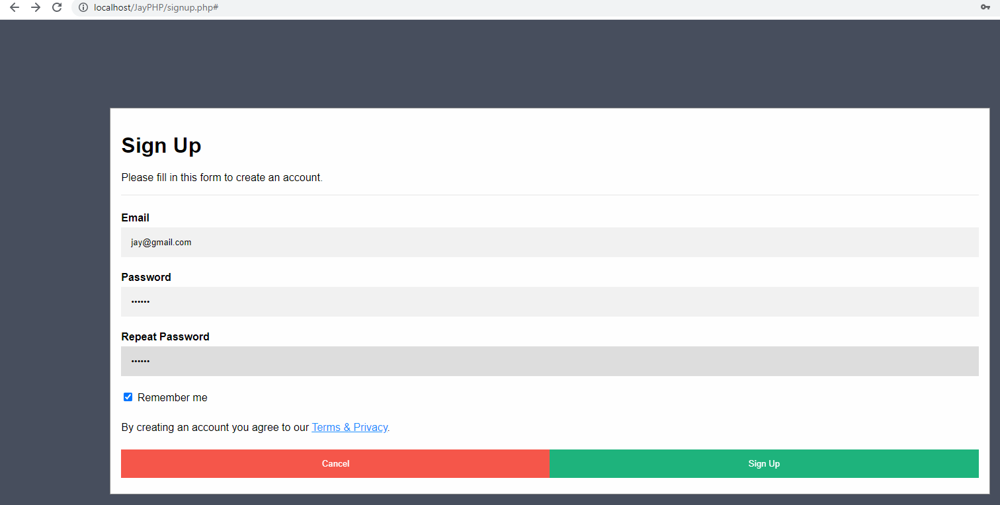 localhost/JayPHP/signup.php#
Sign Up
Please fill in this form to create an account.
Email
jay@gmail.com
Password
••••••
Repeat Password
••••••
Remember me
By creating an account you agree to our Terms & Privacy.
Cancel
Sign Up